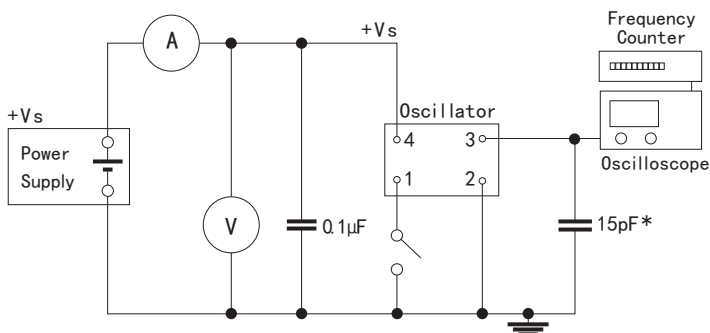 Frequency
Counter
+Vs
A
Oscillator
+Vs
4
3
Power
Supply
Oscilloscope
1
2
V
0.1μF
15pF*